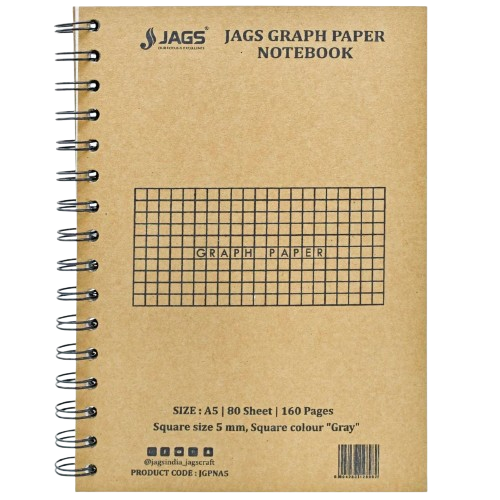 JAGS
JAGS GRAPH PAPER
NOTEBOOK
GRAPH PAPER
SIZE : A5 | 80 Sheet | 160 Pages
Square size 5 mm, Square colour "Gray"
@jagsindia_jagscraft
PRODUCT CODE : JGPNA5